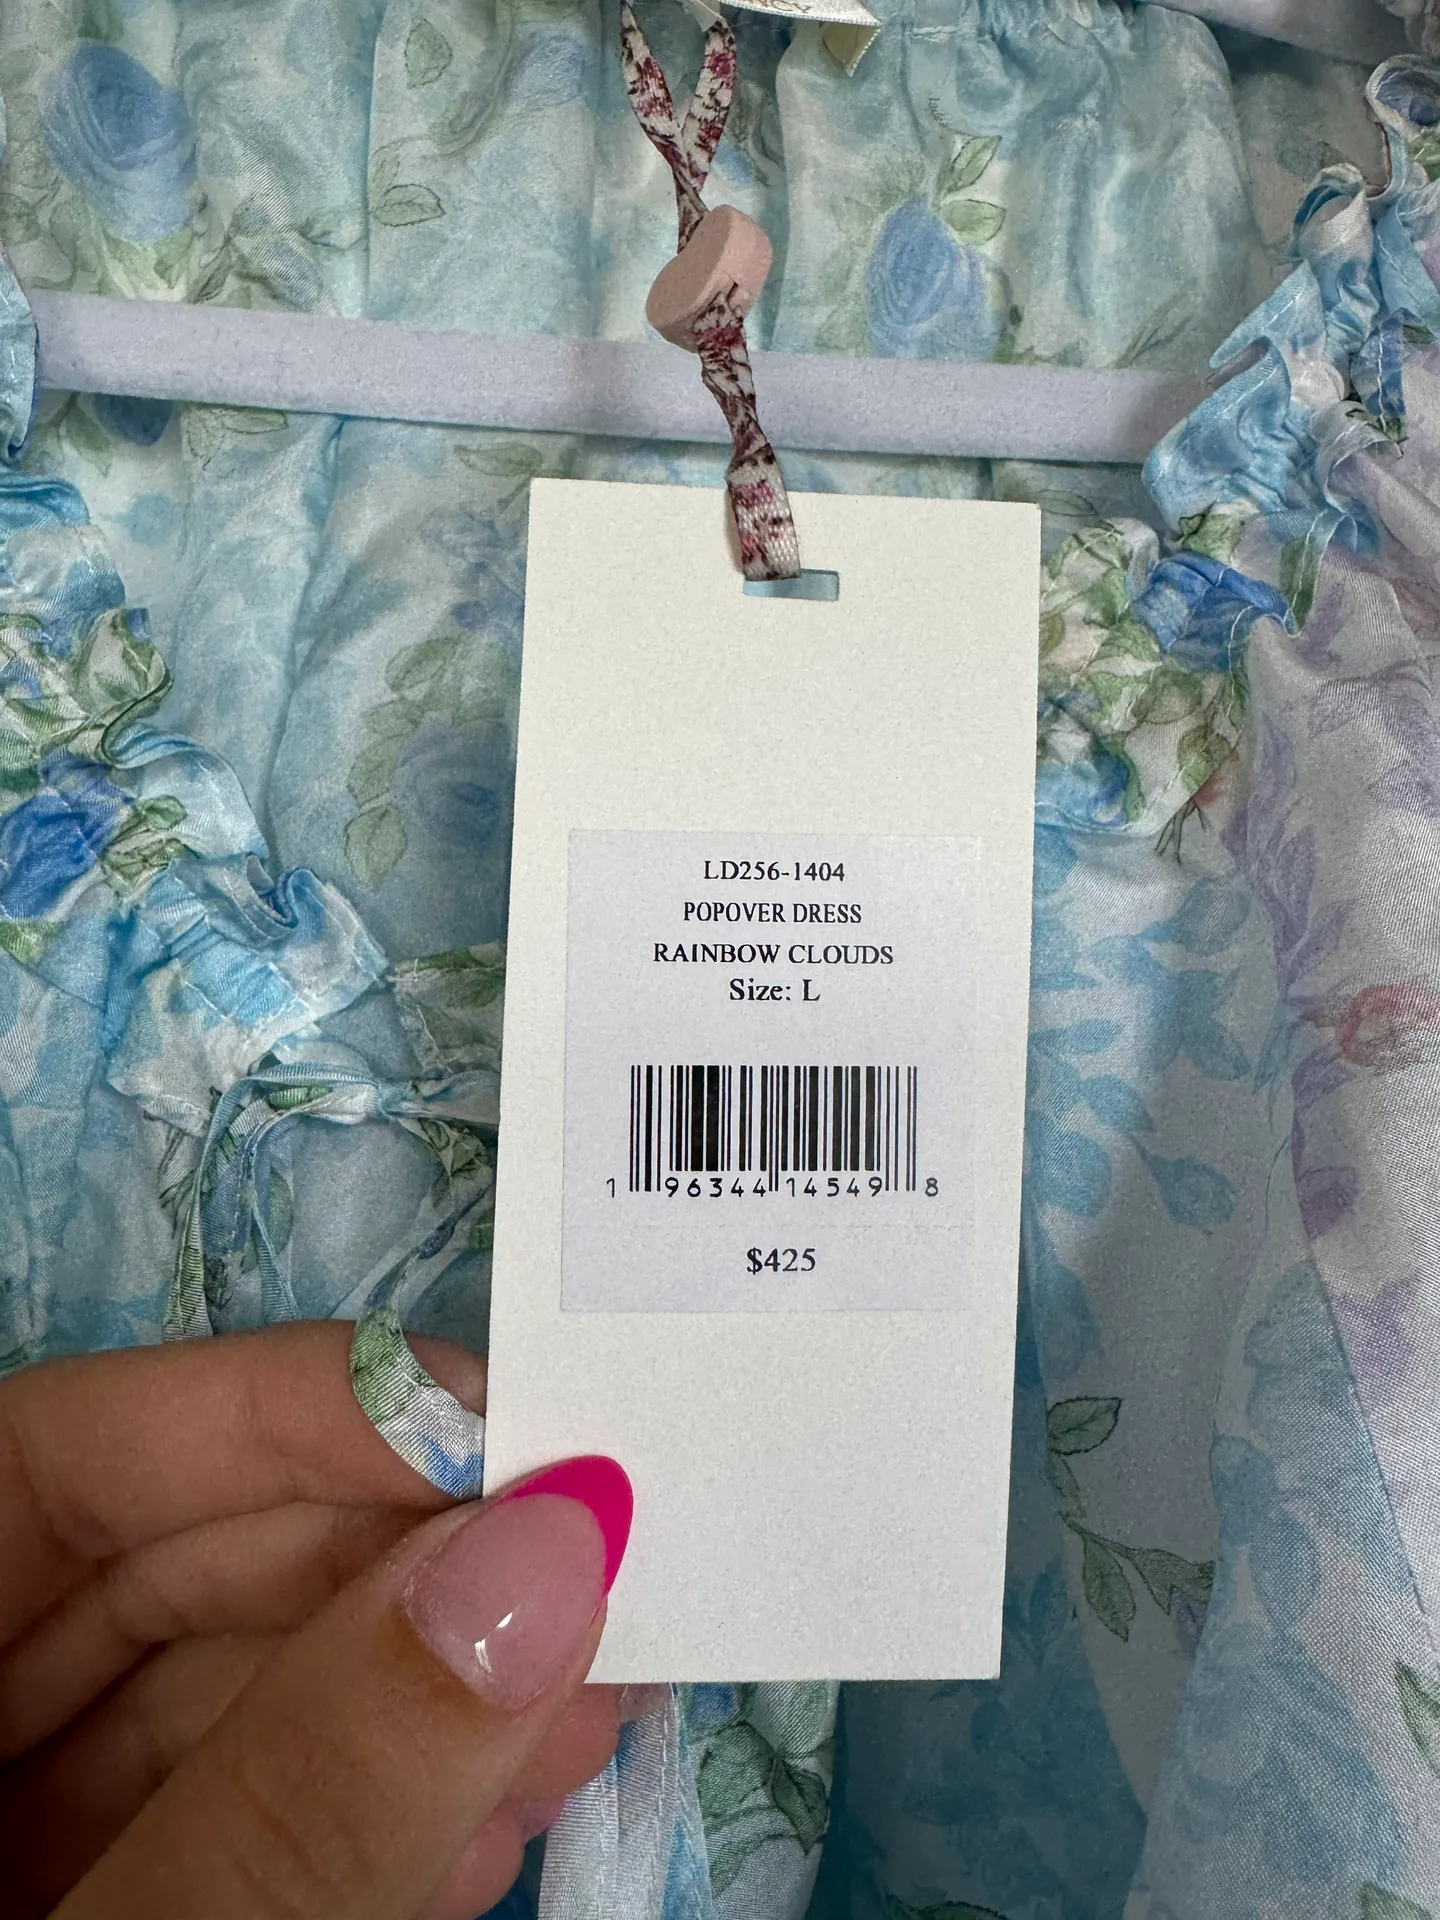 LD256-1404
POPOVER DRESS
RAINBOW CLOUDS
Size: L
1 96344 14549 8
$425